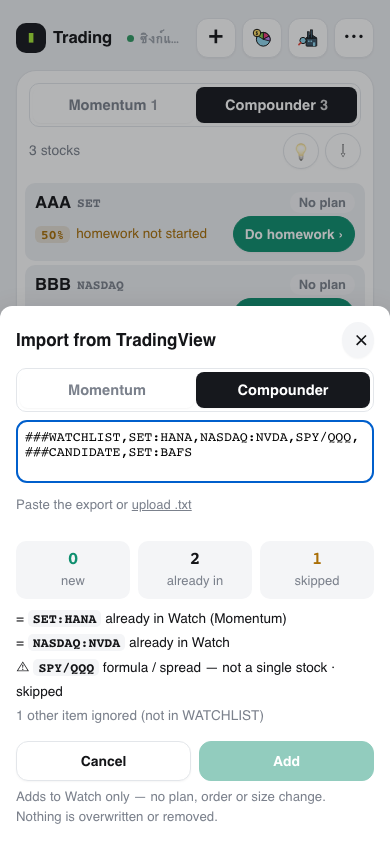 Trading
Momentum 1
Compounder 3
3 stocks
AAA SET
No plan
50% homework not started
Do homework ›
BBB NASDAQ
No plan
Import from TradingView
Momentum
Compounder
###WATCHLIST,SET:HANA,NASDAQ:NVDA,SPY/QQQ,
###CANDIDATE,SET:BAFS
Paste the export or upload .txt
0
new
2
already in
1
skipped
= SET:HANA already in Watch (Momentum)
= NASDAQ:NVDA already in Watch
⚠ SPY/QQQ formula / spread — not a single stock ·
skipped
1 other item ignored (not in WATCHLIST)
Cancel
Add
Adds to Watch only — no plan, order or size change.
Nothing is overwritten or removed.